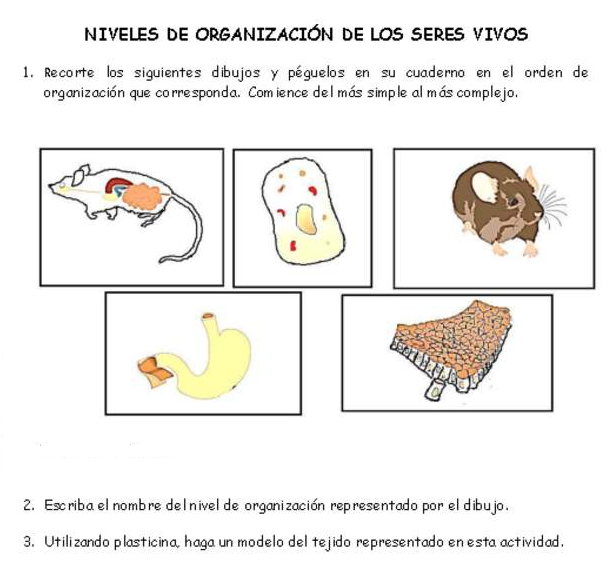 NIVELES DE ORGANIZACIÓN DE LOS SERES VIVOS
1. Recorte los siguientes dibujos y péguelos en su cuaderno en el orden de
organización que corresponda. Comience del más simple al más complejo.
2. Escriba el nombre del nivel de organización representado por el dibujo.
3. Utilizando plasticina, haga un modelo del tejido representado en esta actividad.